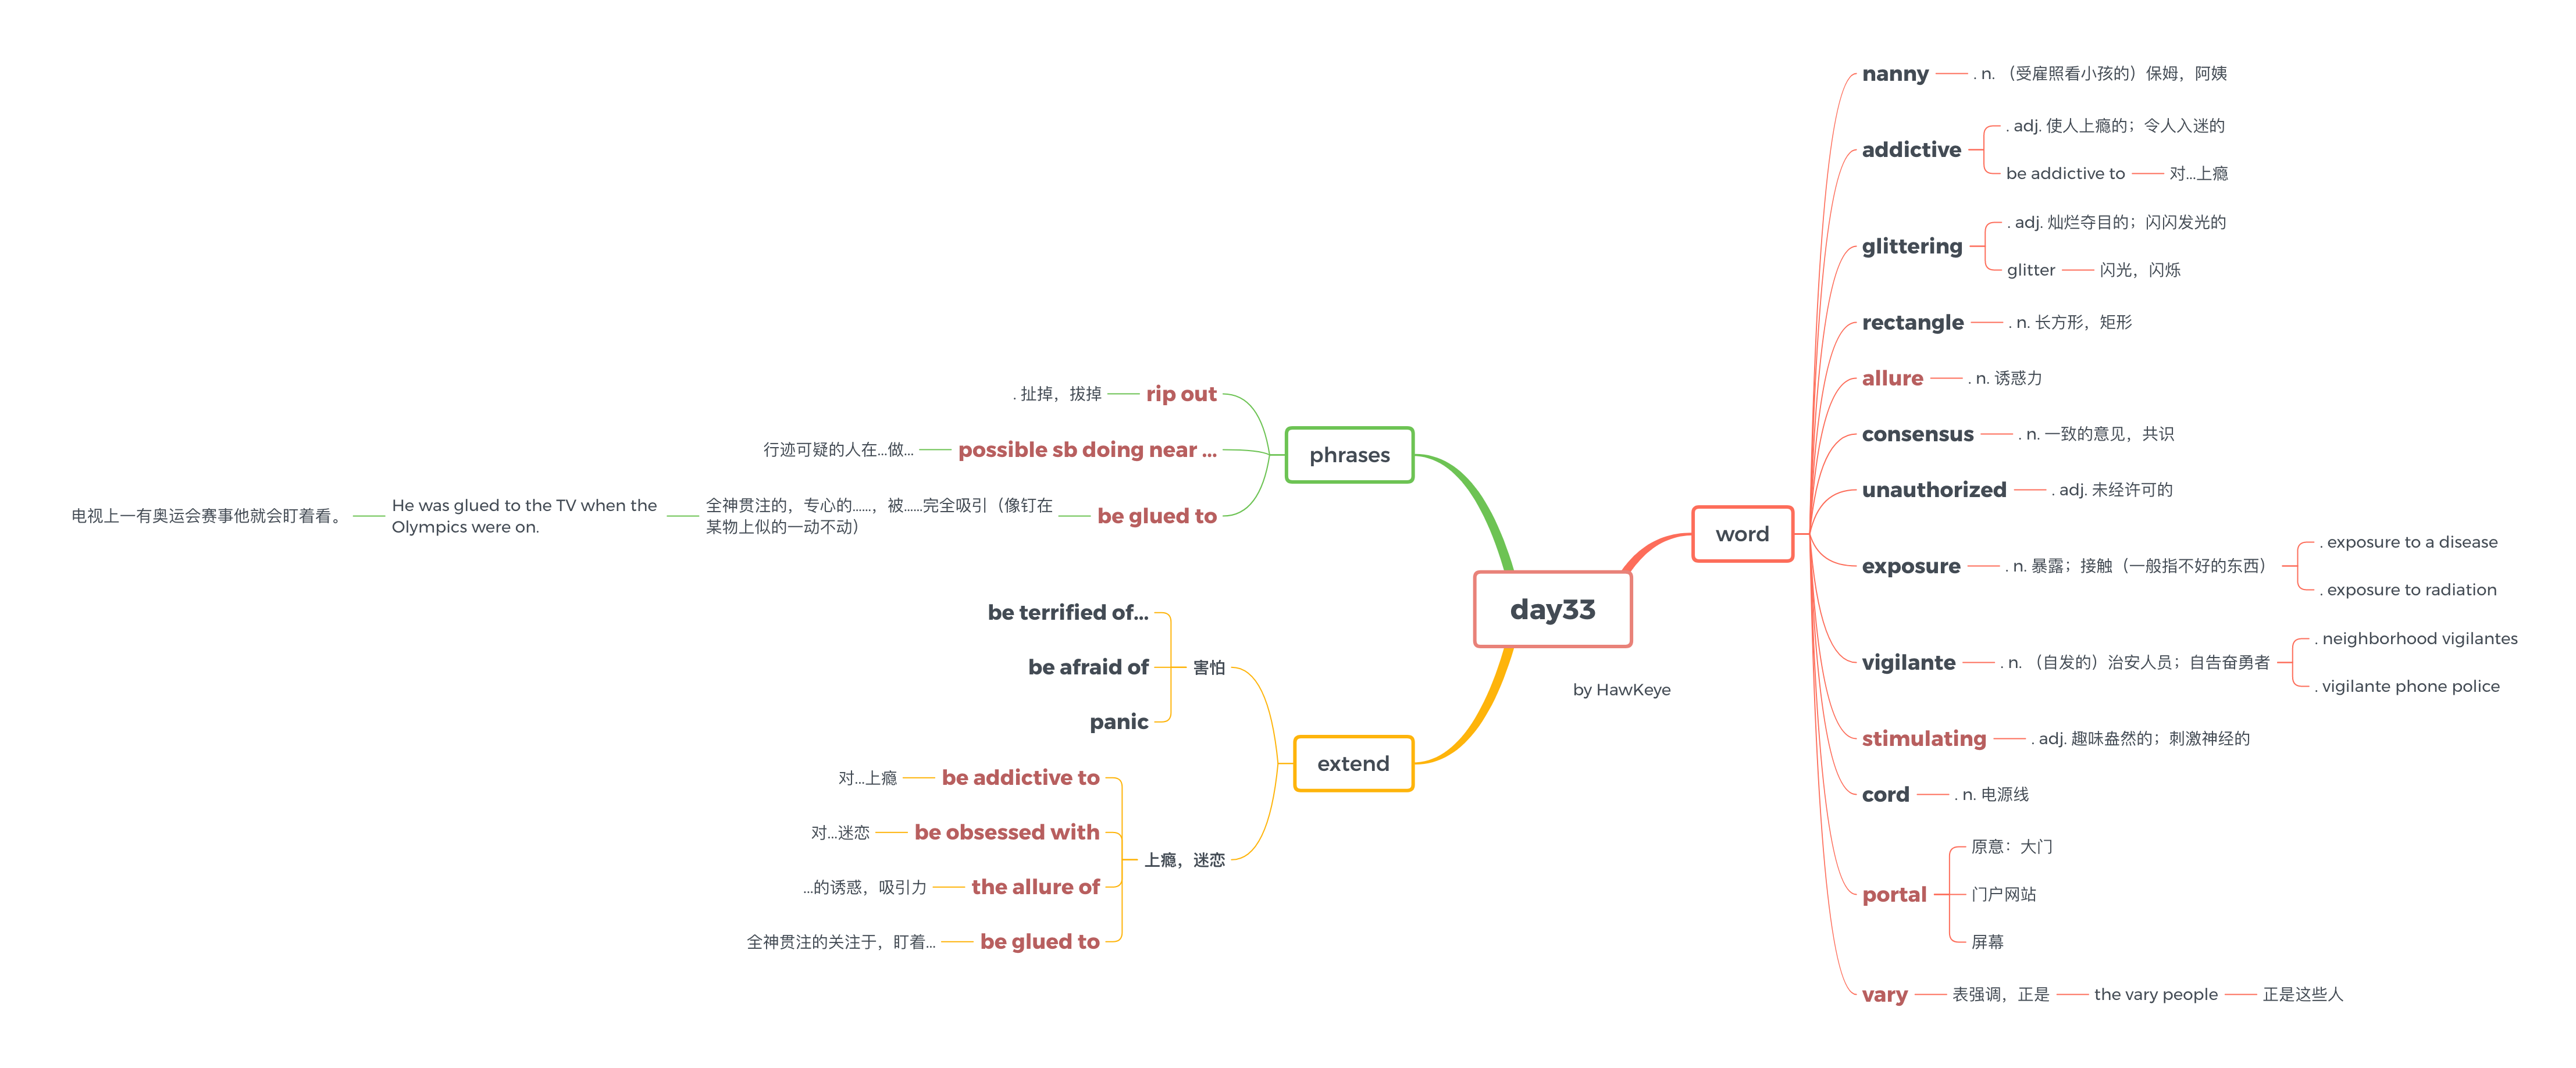 day33
by HawKeye
word
nanny
. n. （受雇照看小孩的）保姆，阿姨
addictive
. adj. 使人上瘾的；令人入迷的
be addictive to
对...上瘾
glittering
. adj. 灿烂夺目的；闪闪发光的
glitter
闪光，闪烁
rectangle
. n. 长方形，矩形
allure
. n. 诱惑力
consensus
. n. 一致的意见，共识
unauthorized
. adj. 未经许可的
exposure
. n. 暴露；接触（一般指不好的东西）
. exposure to a disease
. exposure to radiation
vigilante
. n. （自发的）治安人员；自告奋勇者
. neighborhood vigilantes
. vigilante phone police
stimulating
. adj. 趣味盎然的；刺激神经的
cord
. n. 电源线
portal
原意：大门
门户网站
屏幕
vary
表强调，正是
the vary people
正是这些人
phrases
rip out
. 扯掉，拔掉
possible sb doing near ...
行迹可疑的人在...做...
be glued to
全神贯注的，专心的......，被......完全吸引（像钉在
某物上似的一动不动）
He was glued to the TV when the
Olympics were on.
电视上一有奥运会赛事他就会盯着看。
extend
害怕
be terrified of...
be afraid of
panic
上瘾，迷恋
be addictive to
对...上瘾
be obsessed with
对...迷恋
the allure of
...的诱惑，吸引力
be glued to
全神贯注的关注于，盯着...